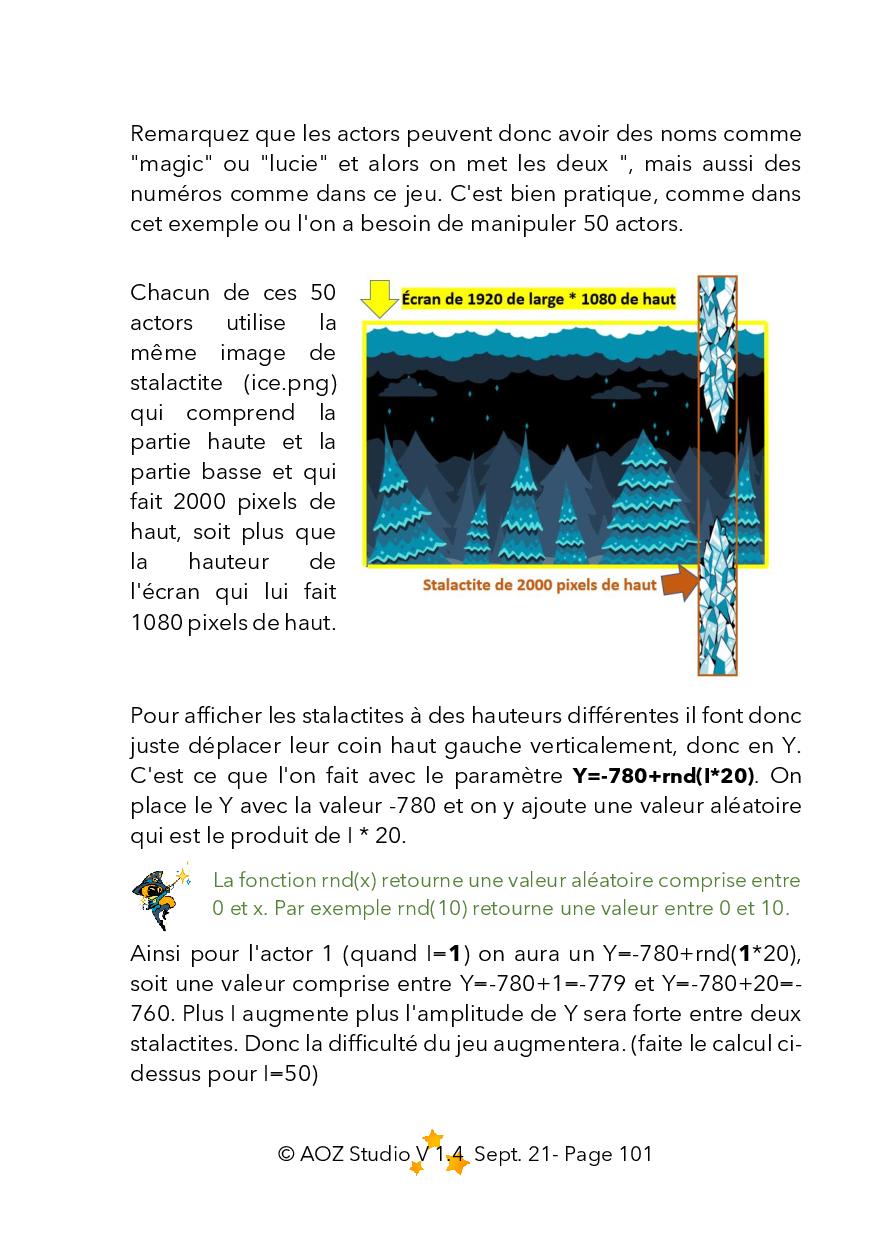 Remarquez que les actors peuvent donc avoir des noms comme
"magic" ou "lucie" et alors on met les deux ", mais aussi des
numéros comme dans ce jeu. C'est bien pratique, comme dans
cet exemple ou l'on a besoin de manipuler 50 actors.
Chacun de ces 50
actors utilise la
même image de
stalactite (ice.png)
qui comprend la
partie haute et la
partie basse et qui
fait 2000 pixels de
haut, soit plus que
la hauteur de
l'écran qui lui fait
1080 pixels de haut.
Écran de 1920 de large * 1080 de haut
Stalactite de 2000 pixels de haut
Pour afficher les stalactites à des hauteurs différentes il font donc
juste déplacer leur coin haut gauche verticalement, donc en Y.
C'est ce que l'on fait avec le paramètre Y=-780+rnd(I*20). On
place le Y avec la valeur -780 et on y ajoute une valeur aléatoire
qui est le produit de I * 20.
La fonction rnd(x) retourne une valeur aléatoire comprise entre
0 et x. Par exemple rnd(10) retourne une valeur entre 0 et 10.
Ainsi pour l'actor 1 (quand I=1) on aura un Y=-780+rnd(1*20),
soit une valeur comprise entre Y=-780+1=-779 et Y=-780+20=-
760. Plus I augmente plus l'amplitude de Y sera forte entre deux
stalactites. Donc la difficulté du jeu augmentera. (faite le calcul ci-
dessus pour I=50)
© AOZ Studio V 1.4 Sept. 21- Page 101